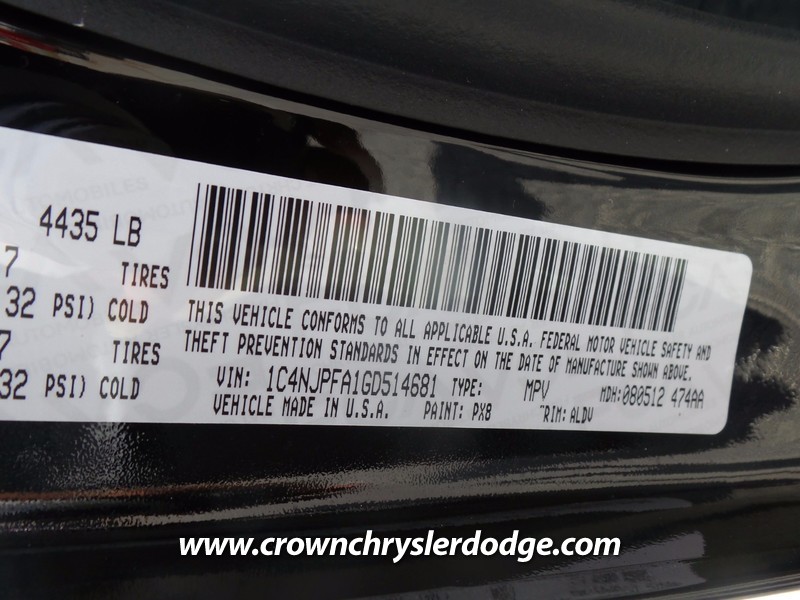 4435 LB
7 TIRES
32 PSI) COLD
7 TIRES
32 PSI) COLD
THIS VEHICLE CONFORMS TO ALL APPLICABLE U.S.A. FEDERAL MOTOR VEHICLE SAFETY AND
THEFT PREVENTION STANDARDS IN EFFECT ON THE DATE OF MANUFACTURE SHOWN ABOVE.
VIN: 1C4NJPFA1GD514681 TYPE: MPV MDH:080512 474AA
VEHICLE MADE IN U.S.A. PAINT: PX8 TRIM: ALDV
www.crownchryslerdodge.com